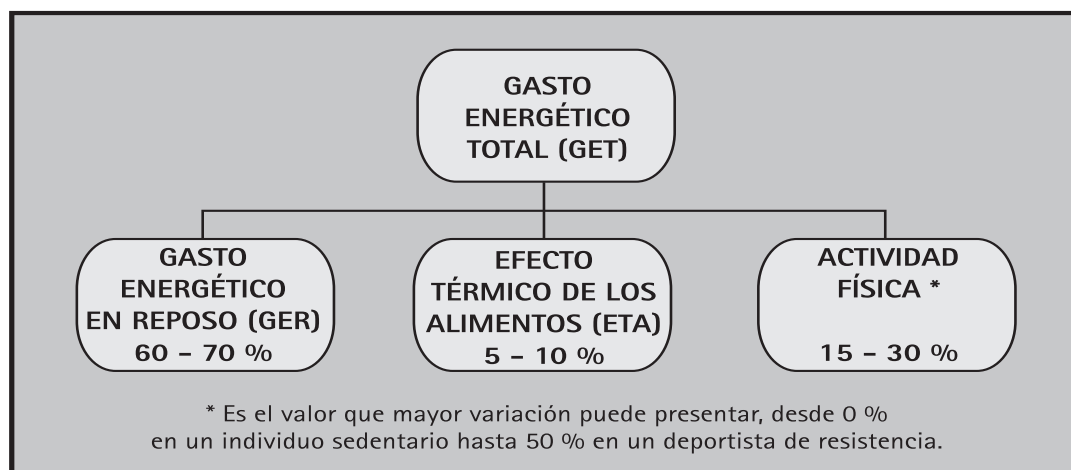 GASTO
ENERGÉTICO
TOTAL (GET)
GASTO
ENERGÉTICO
EN REPOSO (GER)
60 – 70 %
EFECTO
TÉRMICO DE LOS
ALIMENTOS (ETA)
5 – 10 %
ACTIVIDAD
FÍSICA *
15 – 30 %
* Es el valor que mayor variación puede presentar, desde 0 %
en un individuo sedentario hasta 50 % en un deportista de resistencia.